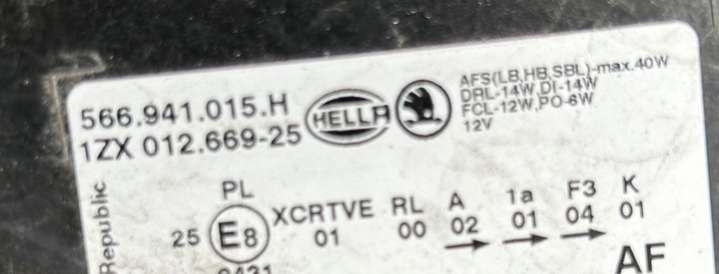 566.941.015.H
1ZX 012.669-25
HELLA
AFS(LB,HB,SBL)-max.40W
DRL-14W,DI-14W
FCL-12W,PO-6W
12V
Republic
PL
25 E8
XCRTVE RL A 1a F3 K
01 00 02 01 04 01
AF